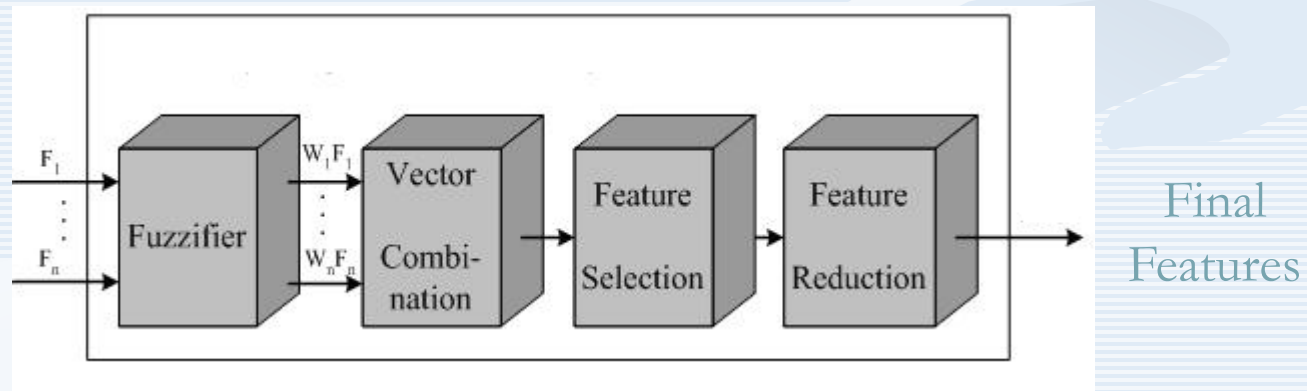 F1
Fn
Fuzzifier
W1F1
WnFn
Vector
Combi-
nation
Feature
Selection
Feature
Reduction
Final
Features